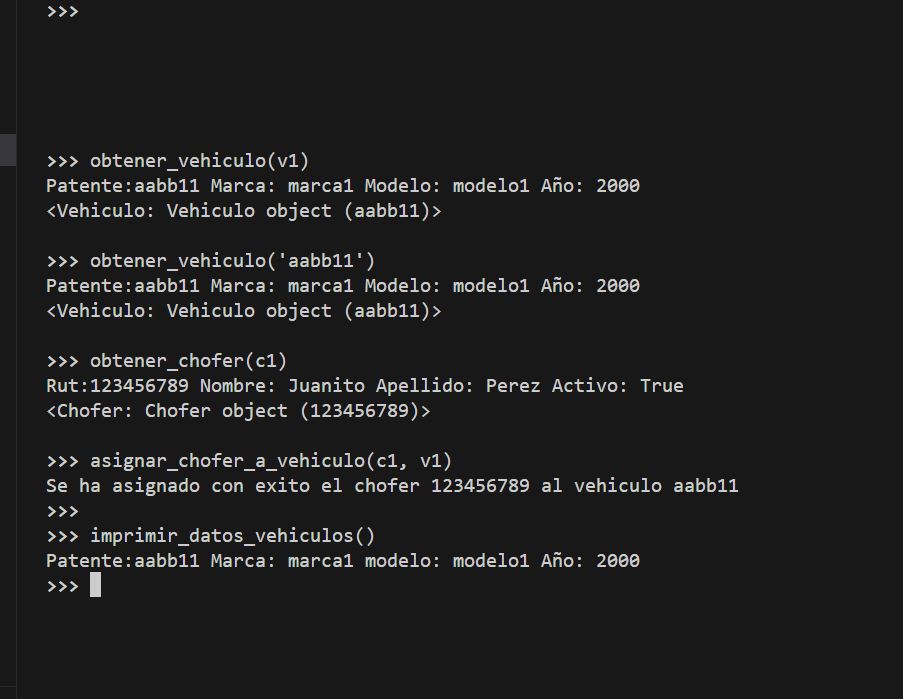 >>>
>>> obtener_vehiculo(v1)
Patente:aabb11 Marca: marca1 Modelo: modelo1 Año: 2000
<Vehiculo: Vehiculo object (aabb11)>
>>> obtener_vehiculo('aabb11')
Patente:aabb11 Marca: marca1 Modelo: modelo1 Año: 2000
<Vehiculo: Vehiculo object (aabb11)>
>>> obtener_chofer(c1)
Rut:123456789 Nombre: Juanito Apellido: Perez Activo: True
<Chofer: Chofer object (123456789)>
>>> asignar_chofer_a_vehiculo(c1, v1)
Se ha asignado con exito el chofer 123456789 al vehiculo aabb11
>>>
>>> imprimir_datos_vehiculos()
Patente:aabb11 Marca: marca1 modelo: modelo1 Año: 2000
>>>